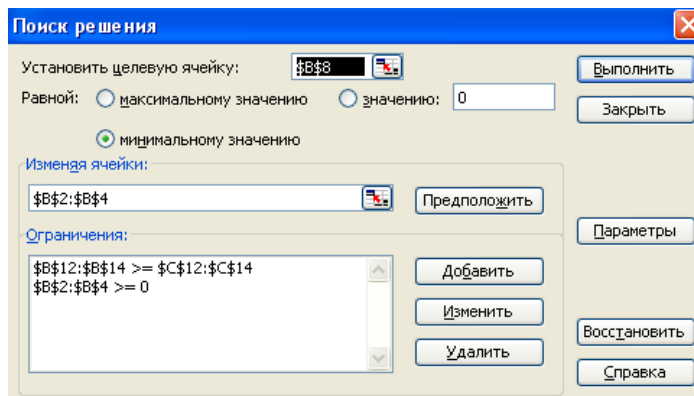 Поиск решения
Установить целевую ячейку: $B$8
Выполнить
Равной: максимальному значению значению: 0
Закрыть
минимальному значению
Изменяя ячейки:
$B$2:$B$4
Предположить
Ограничения:
Параметры
$B$12:$B$14 >= $C$12:$C$14
$B$2:$B$4 >= 0
Добавить
Изменить
Удалить
Восстановить
Справка